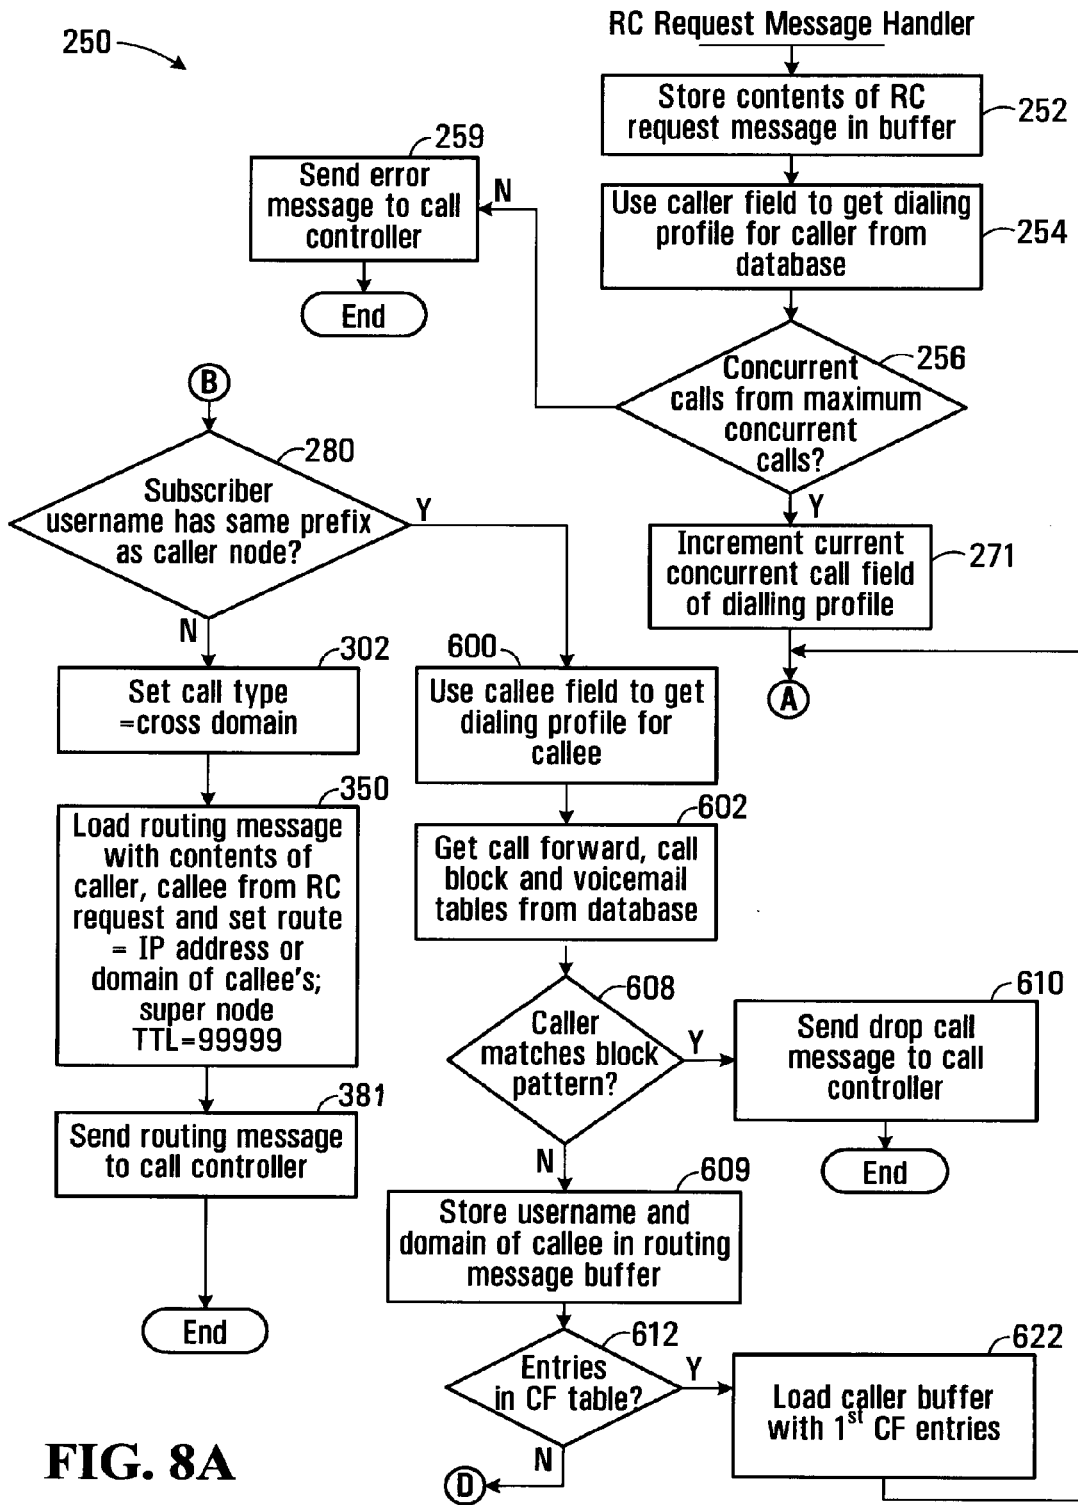 250
RC Request Message Handler
Store contents of RC
request message in buffer
252
259
Send error
message to call
controller
N
End
Use caller field to get dialing
profile for caller from
database
254
256
Concurrent
calls from maximum
concurrent
calls?
Y
Increment current
concurrent call field
of dialling profile
271
A
B
280
Subscriber
username has same prefix
as caller node?
Y
N
302
Set call type
=cross domain
350
Load routing message
with contents of
caller, callee from RC
request and set route
= IP address or
domain of callee's;
super node
TTL=99999
381
Send routing message
to call controller
End
600
Use callee field to get
dialing profile for
callee
602
Get call forward, call
block and voicemail
tables from database
608
Caller
matches block
pattern?
Y
N
610
Send drop call
message to call
controller
End
609
Store username and
domain of callee in routing
message buffer
612
Entries
in CF table?
Y
N
622
Load caller buffer
with 1st CF entries
D
FIG. 8A